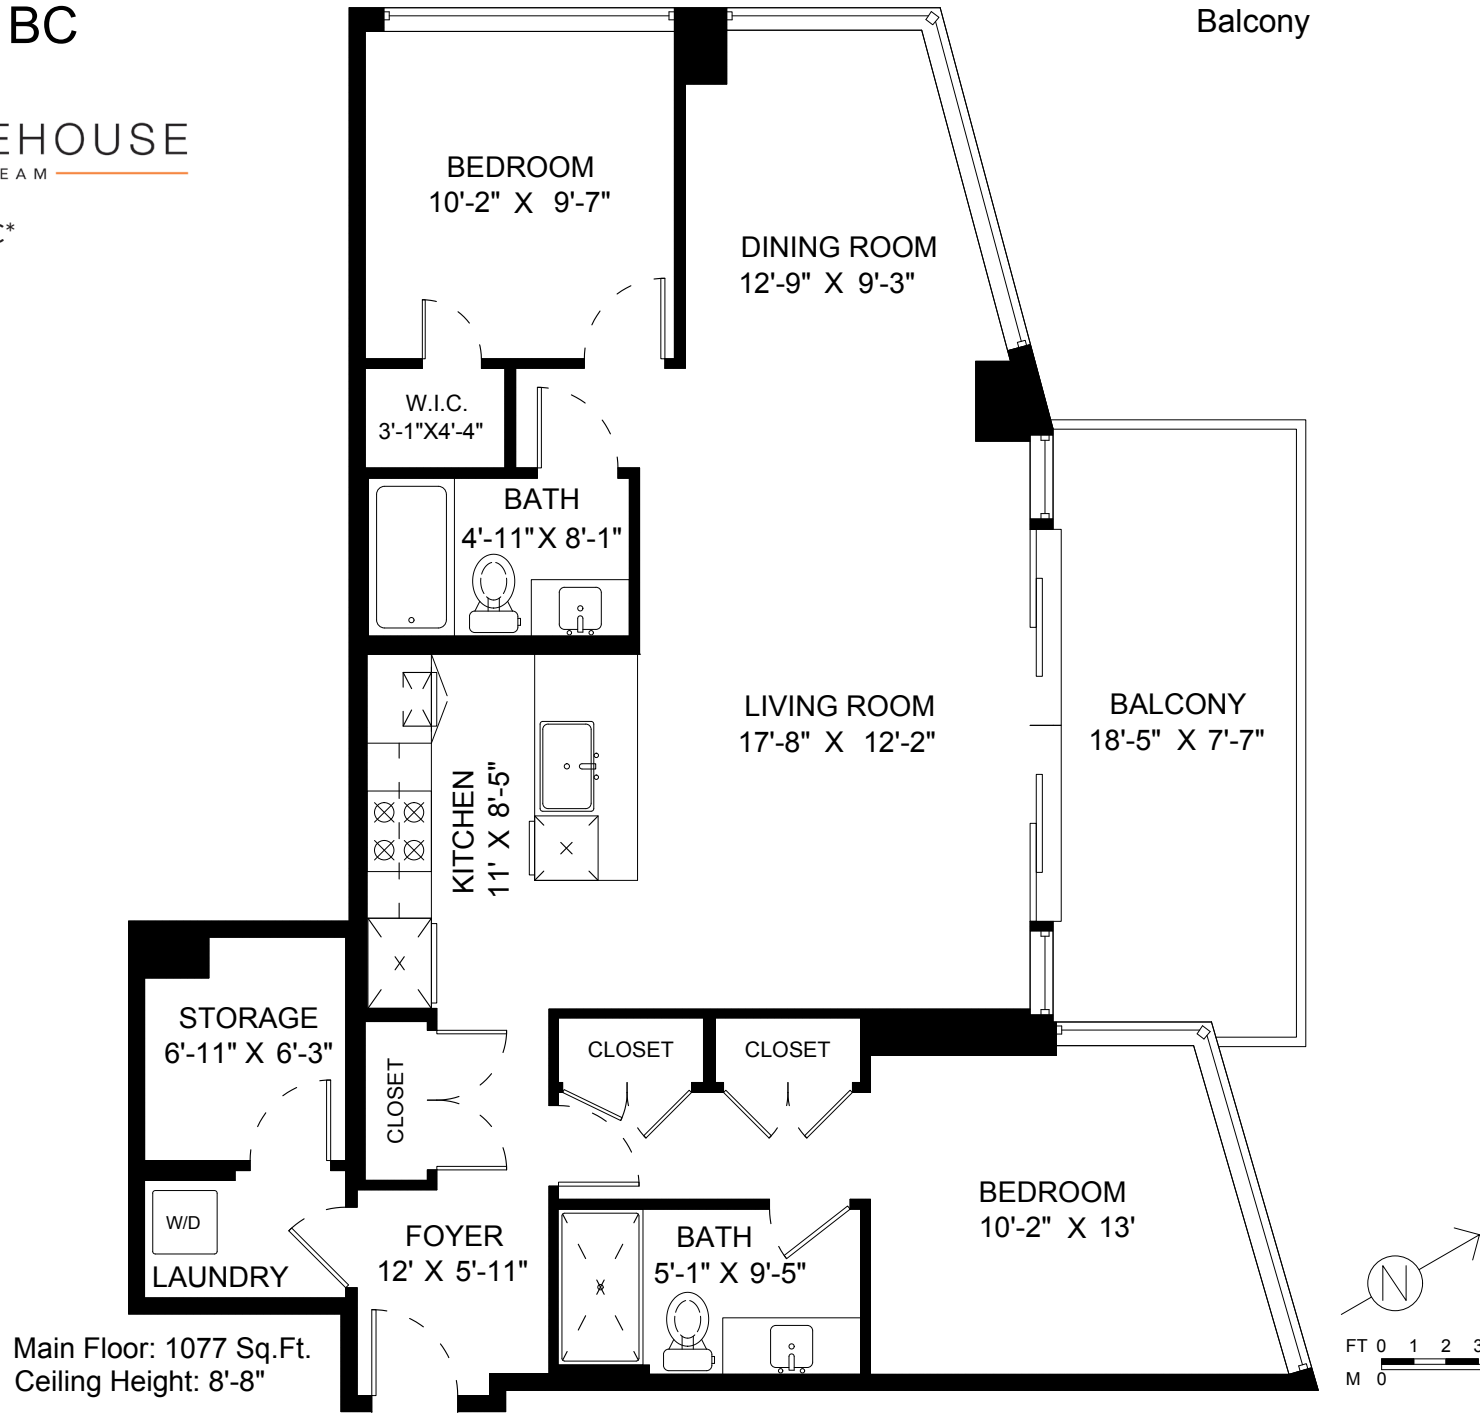 BC
Balcony
EHOUSE
EAM
C*
BEDROOM
10'-2" X 9'-7"
DINING ROOM
12'-9" X 9'-3"
W.I.C.
3'-1"X4'-4"
BATH
4'-11" X 8'-1"
LIVING ROOM
17'-8" X 12'-2"
BALCONY
18'-5" X 7'-7"
KITCHEN
11' X 8'-5"
STORAGE
6'-11" X 6'-3"
CLOSET
CLOSET
CLOSET
W/D
LAUNDRY
FOYER
12' X 5'-11"
BATH
5'-1" X 9'-5"
BEDROOM
10'-2" X 13'
N
Main Floor: 1077 Sq.Ft.
Ceiling Height: 8'-8"
FT 0 1 2 3
M 0